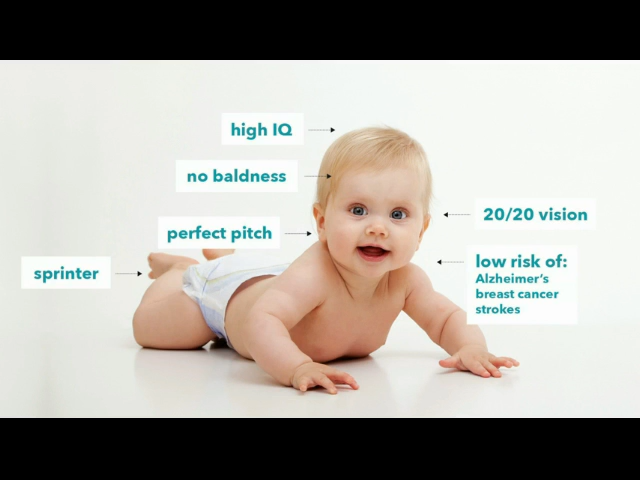 high IQ
no baldness
perfect pitch
sprinter
20/20 vision
low risk of:
Alzheimer's
breast cancer
strokes